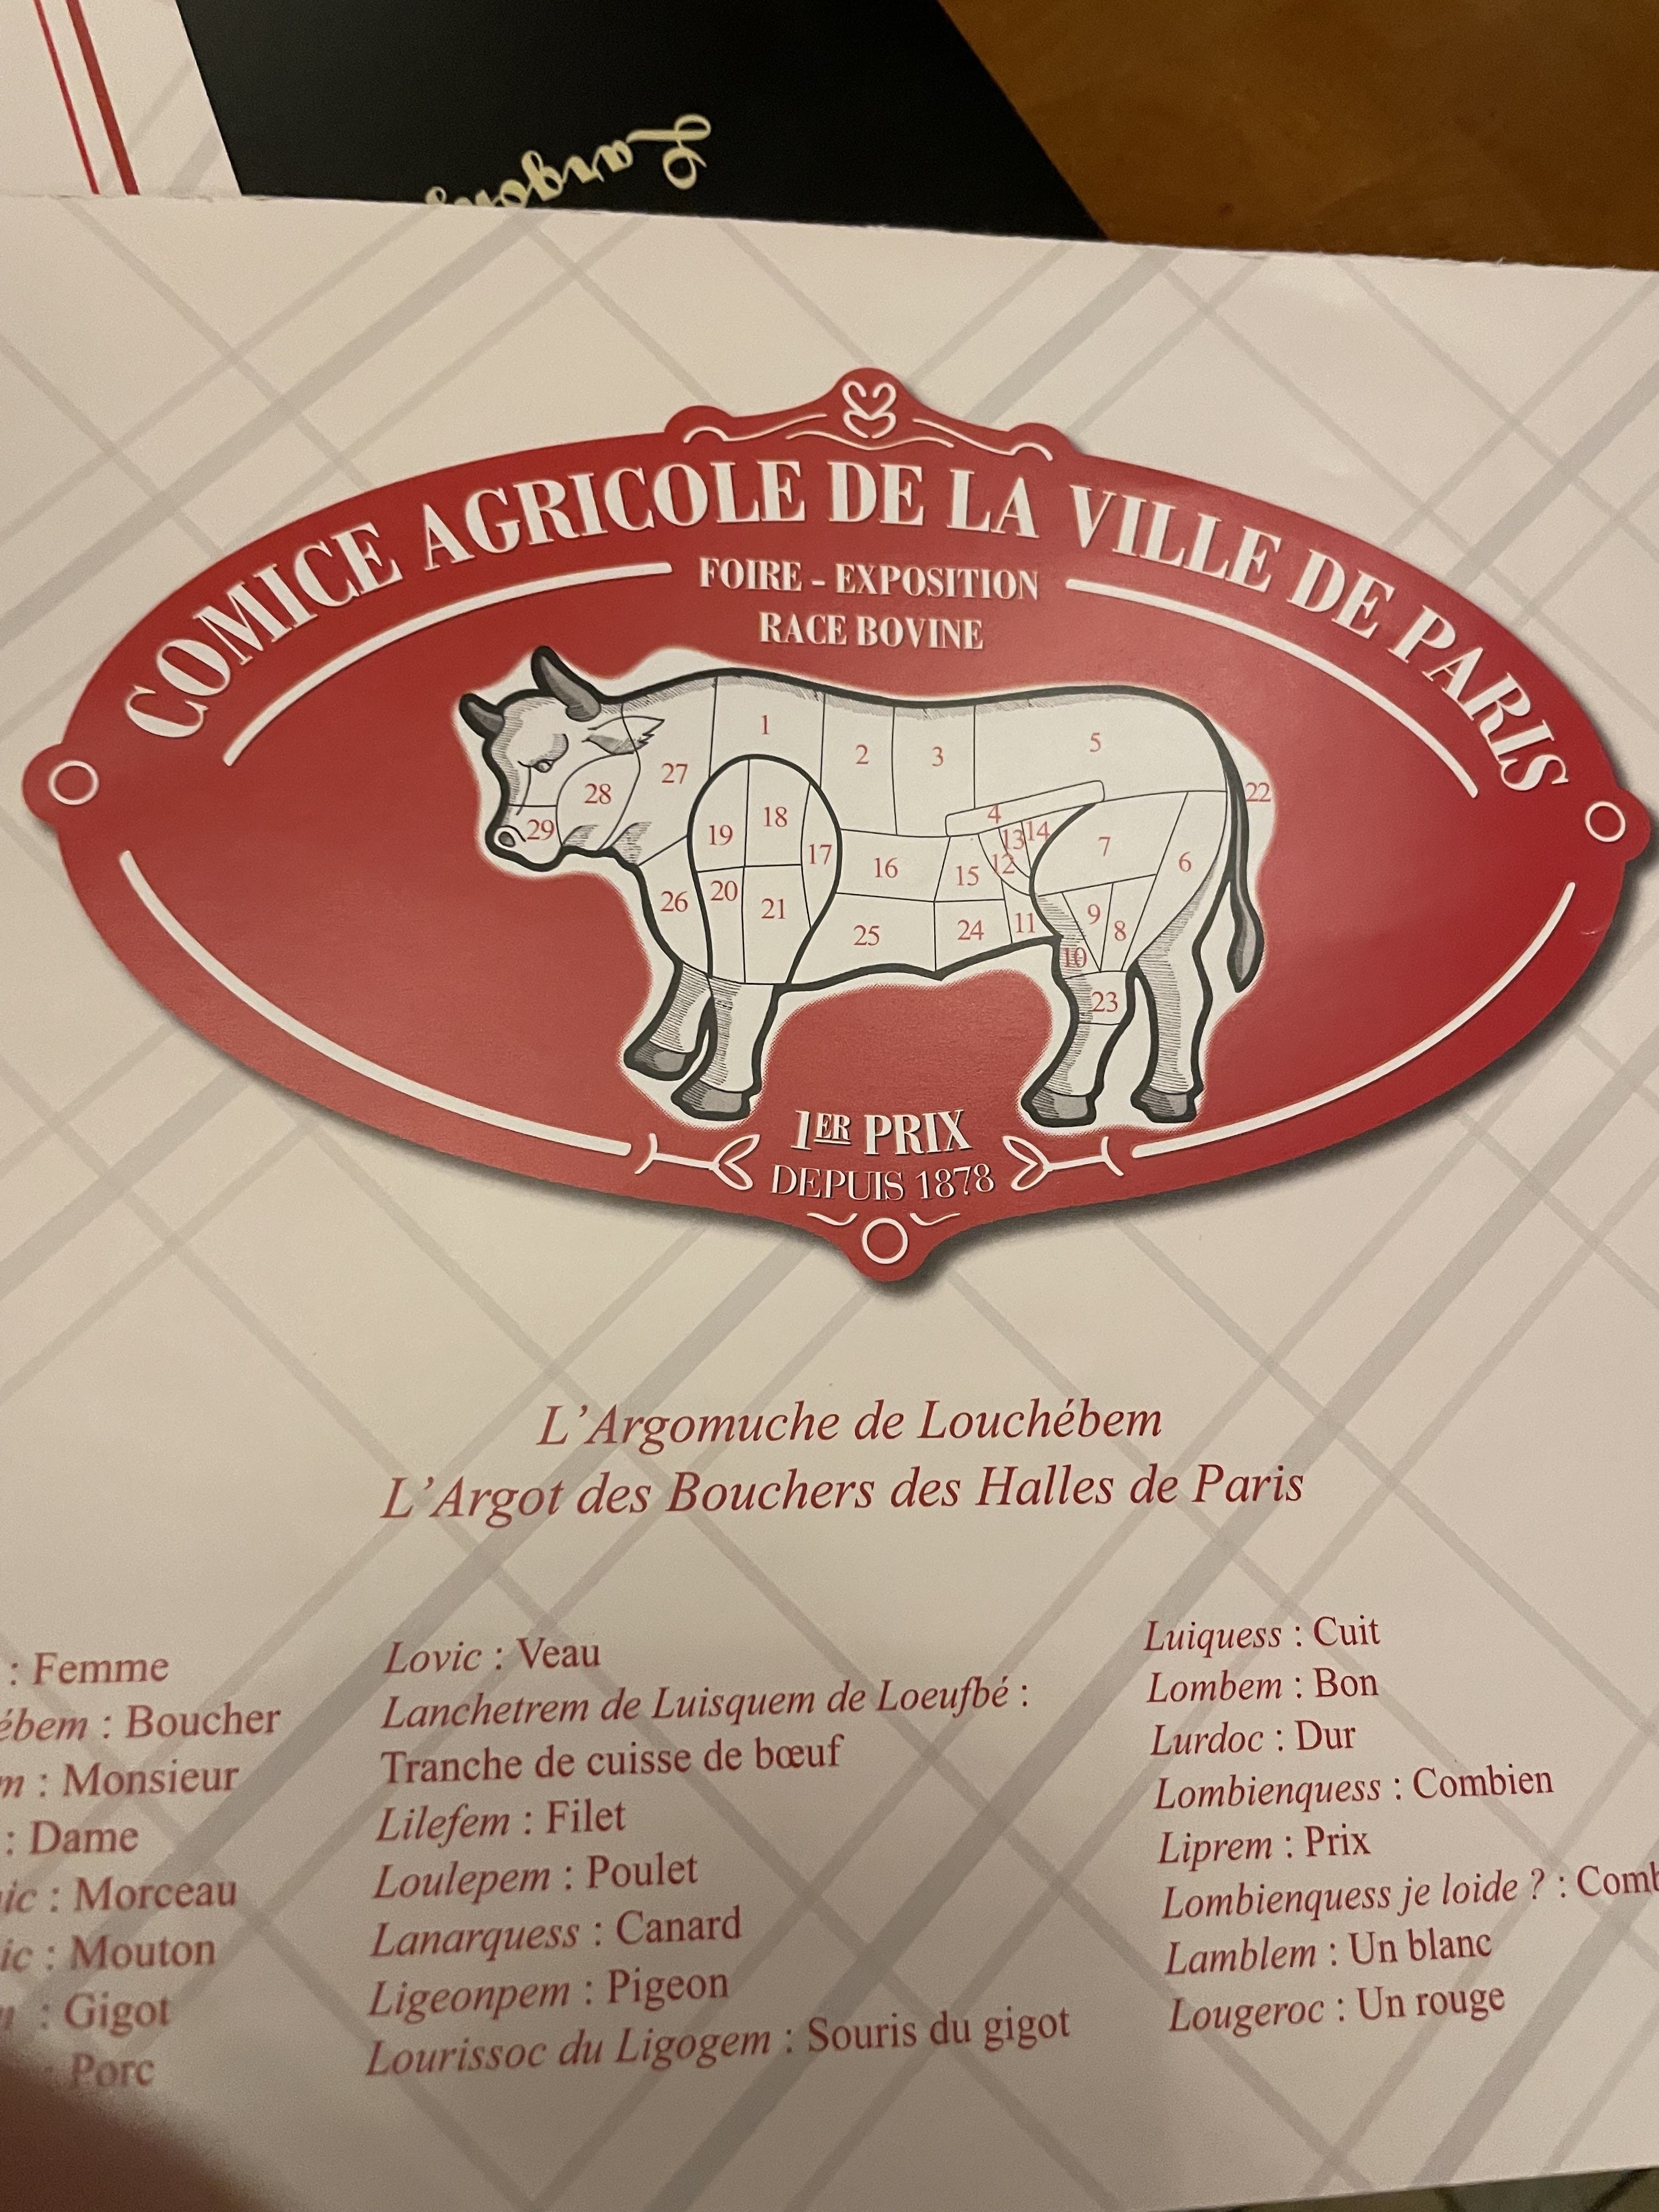 COMICE AGRICOLE DE LA VILLE DE PARIS
FOIRE - EXPOSITION
RACE BOVINE
1
2
3
4
5
6
7
8
9
10
11
12
13
14
15
16
17
18
19
20
21
22
23
24
25
26
27
28
29
1ER PRIX
DEPUIS 1878
L'Argomuche de Louchébem
L'Argot des Bouchers des Halles de Paris
: Femme
ébem : Boucher
m : Monsieur
: Dame
ic : Morceau
ic : Mouton
: Gigot
Porc
Lovic : Veau
Lanchetrem de Luisquem de Loeufbé :
Tranche de cuisse de bœuf
Lilefem : Filet
Loulepem : Poulet
Lanarquess : Canard
Ligeonpem : Pigeon
Lourissoc du Ligogem : Souris du gigot
Luiquess : Cuit
Lombem : Bon
Lurdoc : Dur
Lombienquess : Combien
Liprem : Prix
Lombienquess je loide ? : Comb
Lamblem : Un blanc
Lougeroc : Un rouge